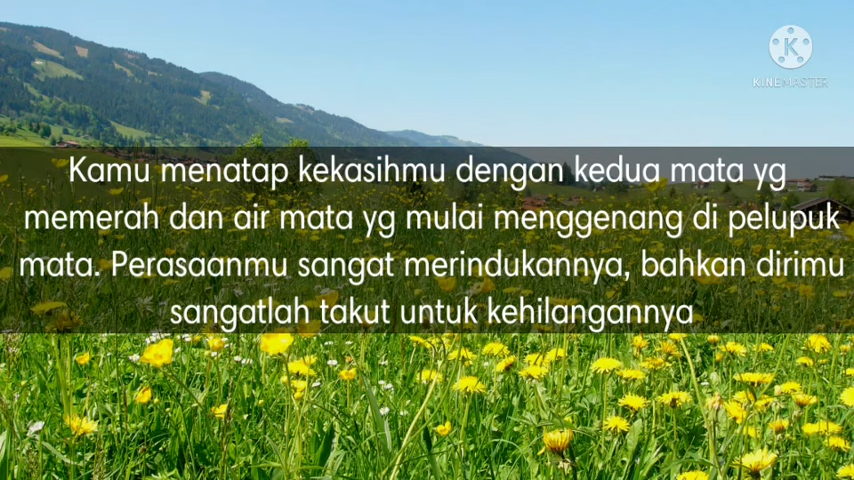 K
KINEMASTER
Kamu menatap kekasihmu dengan kedua mata yg
memerah dan air mata yg mulai menggenang di pelupuk
mata. Perasaanmu sangat merindukannya, bahkan dirimu
sangatlah takut untuk kehilangannya